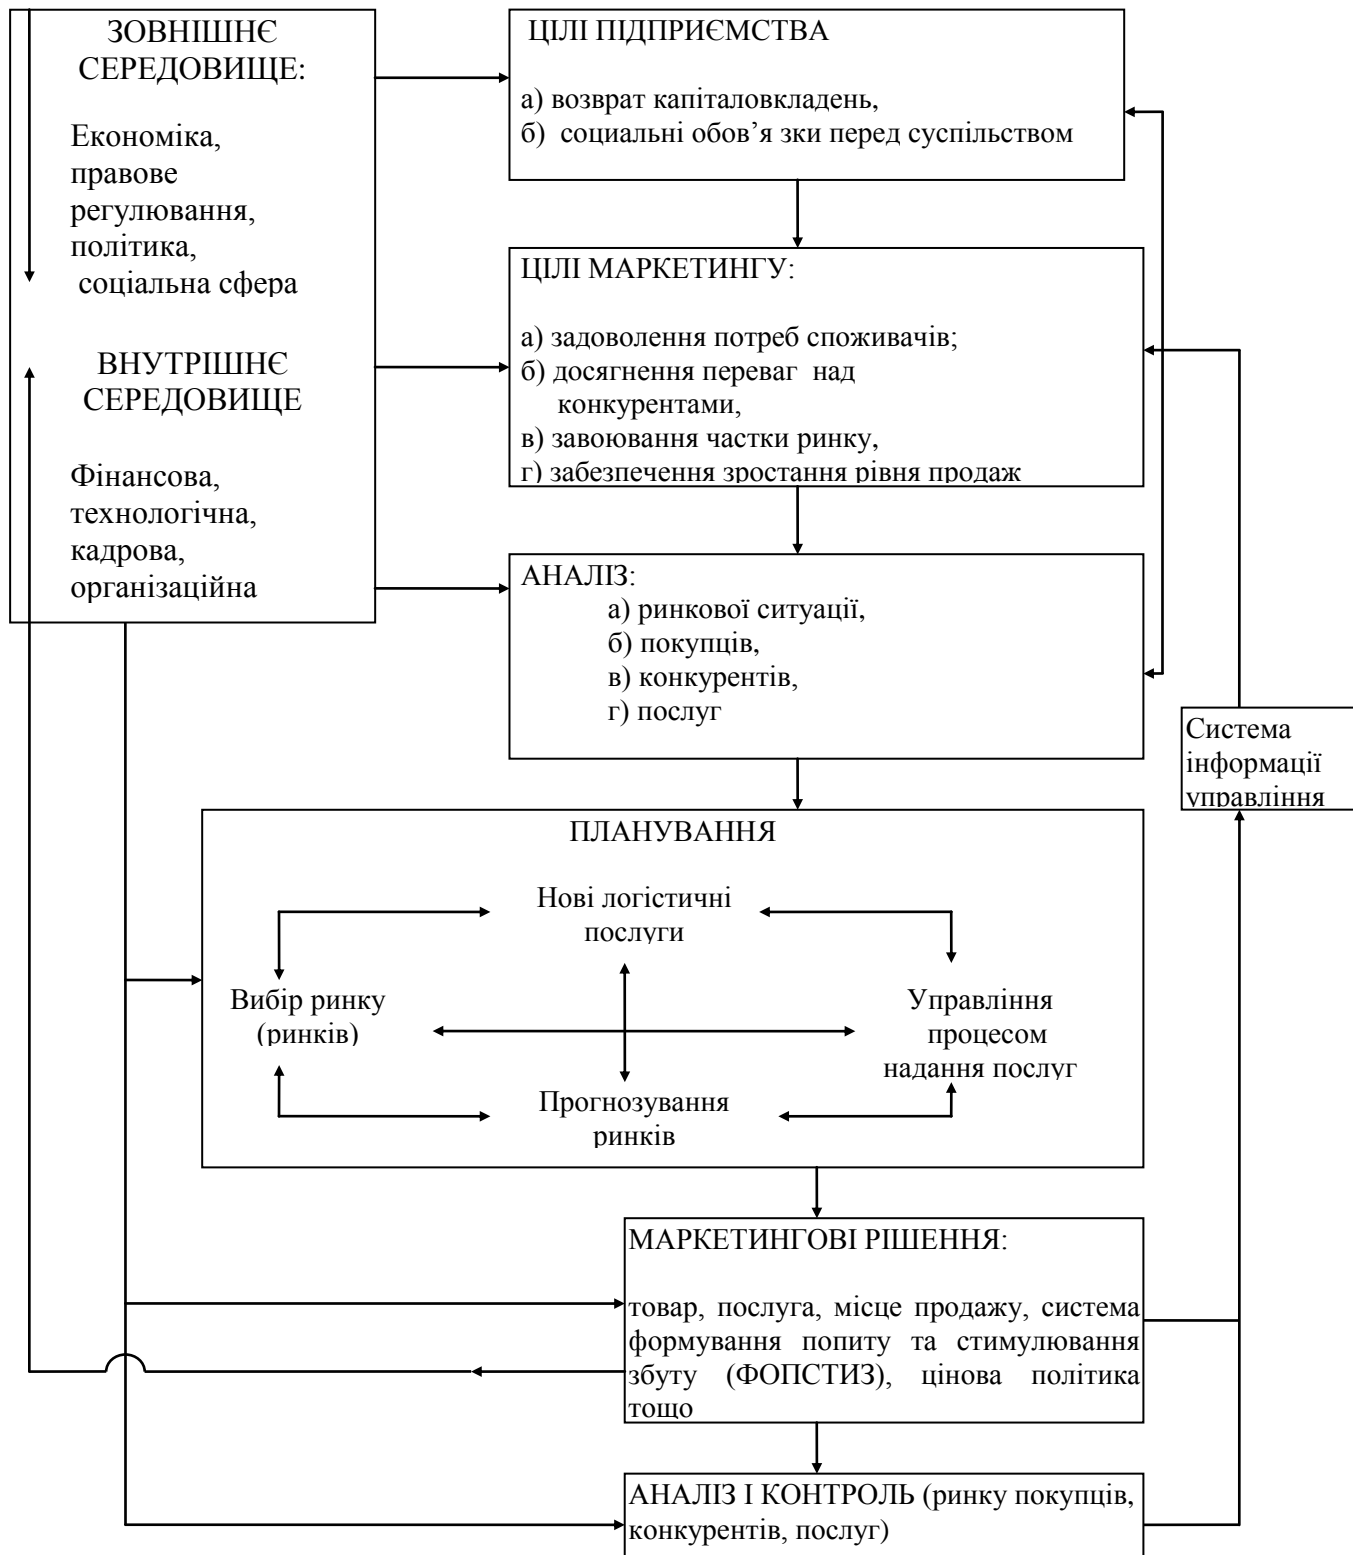 ЗОВНІШНЄ
СЕРЕДОВИЩЕ:
Економіка,
правове
регулювання,
політика,
соціальна сфера
ВНУТРІШНЄ
СЕРЕДОВИЩЕ
Фінансова,
технологічна,
кадрова,
організаційна
ЦІЛІ ПІДПРИЄМСТВА
а) возврат капіталовкладень,
б) социальні обов’я зки перед суспільством
ЦІЛІ МАРКЕТИНГУ:
а) задоволення потреб споживачів;
б) досягнення переваг над
конкурентами,
в) завоювання частки ринку,
г) забезпечення зростання рівня продаж
АНАЛІЗ:
а) ринкової ситуації,
б) покупців,
в) конкурентів,
г) послуг
Система
інформації
управління
ПЛАНУВАННЯ
Нові логістичні
послуги
Вибір ринку
(ринків)
Управління
процесом
надання послуг
Прогнозування
ринків
МАРКЕТИНГОВІ РІШЕННЯ:
товар, послуга, місце продажу, система
формування попиту та стимулювання
збуту (ФОПСТИЗ), цінова політика
тощо
АНАЛІЗ І КОНТРОЛЬ (ринку покупців,
конкурентів, послуг)